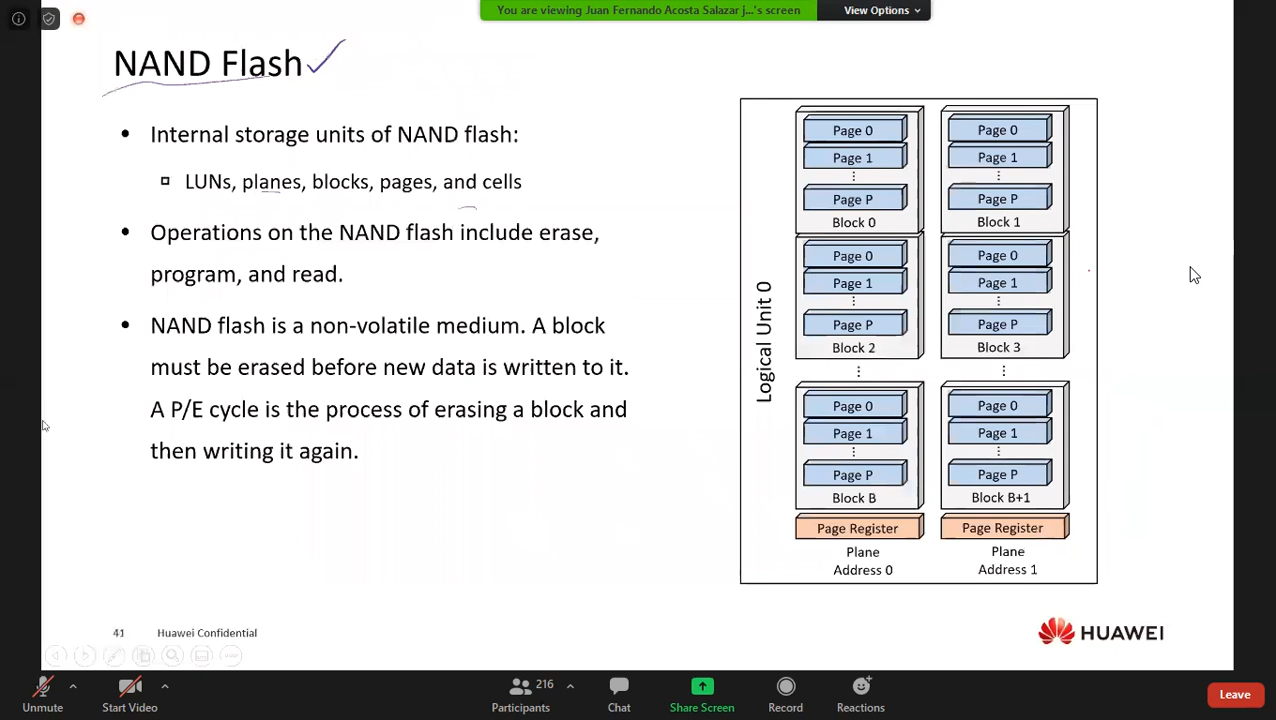 You are viewing Juan Fernando Acosta Salazar j...'s screen
View Options
NAND Flash
• Internal storage units of NAND flash:
LUNs, planes, blocks, pages, and cells
• Operations on the NAND flash include erase,
program, and read.
• NAND flash is a non-volatile medium. A block
must be erased before new data is written to it.
A P/E cycle is the process of erasing a block and
then writing it again.
Logical Unit 0
Page 0
Page 1
Page P
Block 0
Page 0
Page 1
Page P
Block 1
Page 0
Page 1
Page P
Block 2
Page 0
Page 1
Page P
Block 3
Page 0
Page 1
Page P
Block B
Page 0
Page 1
Page P
Block B+1
Page Register
Page Register
Plane
Address 0
Plane
Address 1
41
Huawei Confidential
HUAWEI
Unmute
Start Video
216
Participants
Chat
Share Screen
Record
Reactions
Leave